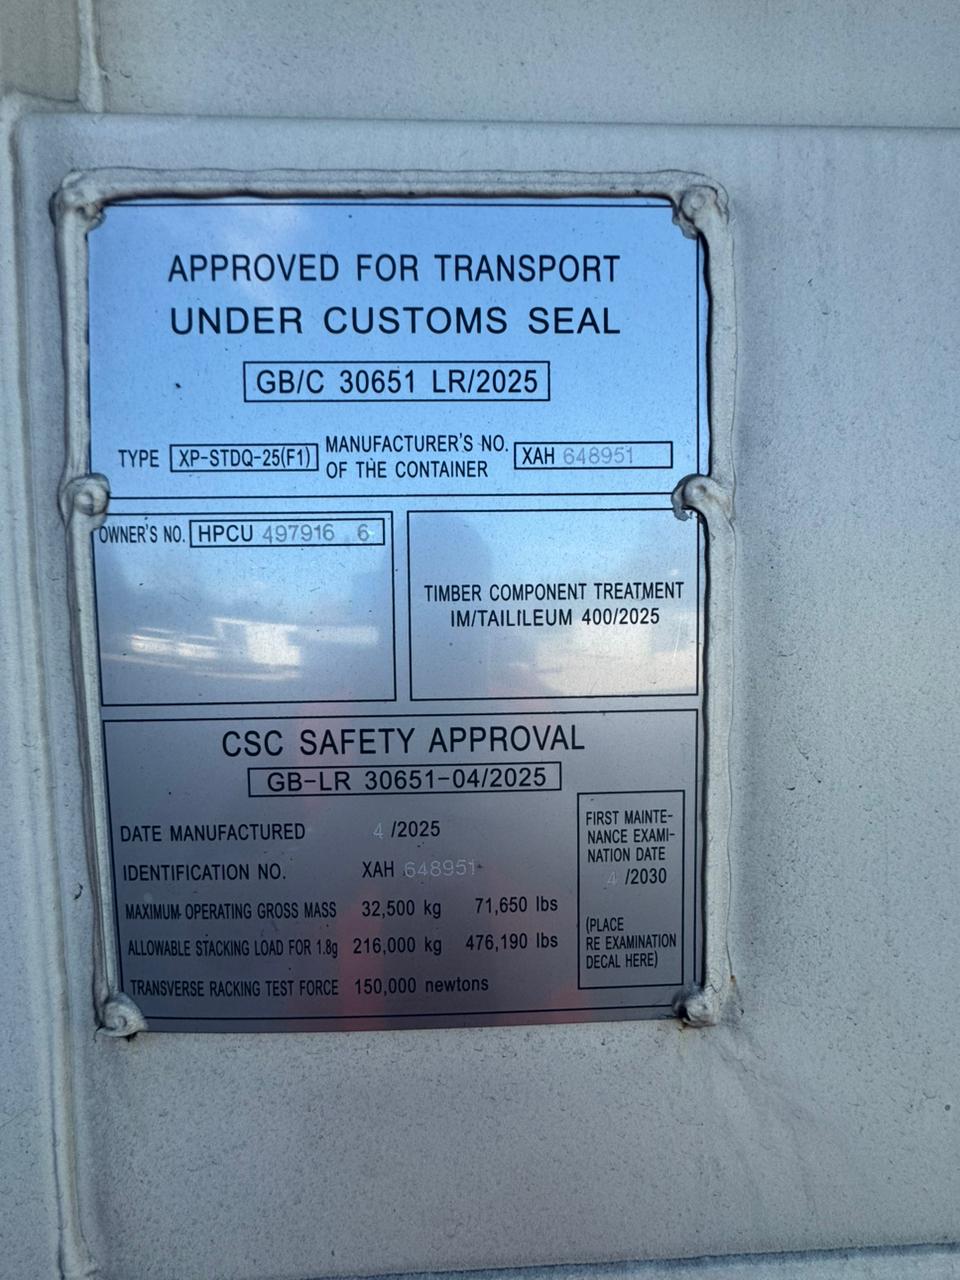 APPROVED FOR TRANSPORT
UNDER CUSTOMS SEAL
GB/C 30651 LR/2025
TYPE XP-STDQ-25(F1) MANUFACTURER'S NO. OF THE CONTAINER XAH 648951
OWNER'S NO. HPCU 497916 6
TIMBER COMPONENT TREATMENT
IM/TAILILEUM 400/2025
CSC SAFETY APPROVAL
GB-LR 30651-04/2025
DATE MANUFACTURED 4 /2025
IDENTIFICATION NO. XAH 648951
MAXIMUM OPERATING GROSS MASS 32,500 kg 71,650 lbs
ALLOWABLE STACKING LOAD FOR 1.8g 216,000 kg 476,190 lbs
TRANSVERSE RACKING TEST FORCE 150,000 newtons
FIRST MAINTE-
NANCE EXAMI-
NATION DATE
4 /2030
(PLACE
RE EXAMINATION
DECAL HERE)